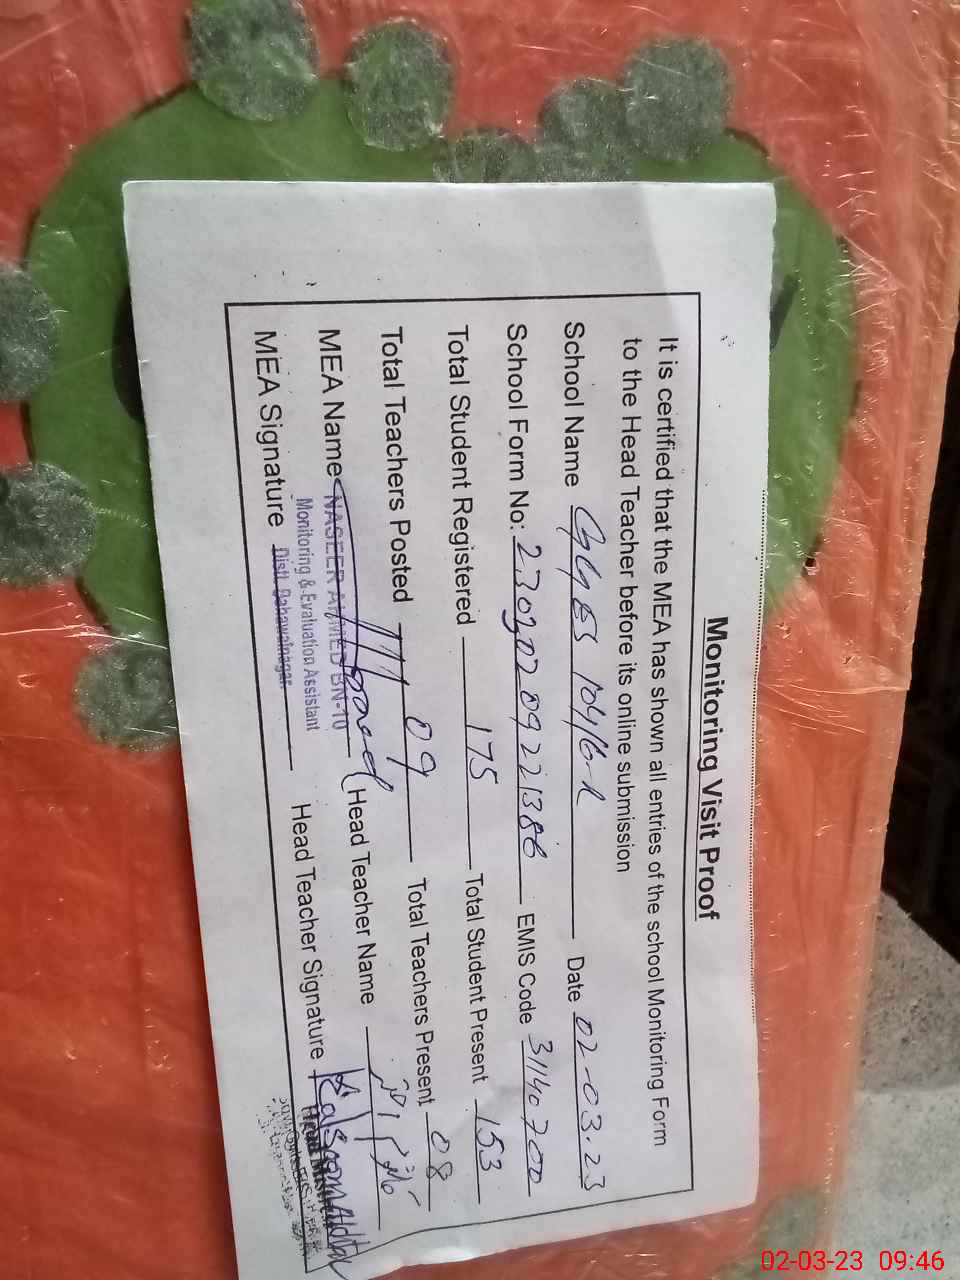 Monitoring Visit Proof
It is certified that the MEA has shown all entries of the school Monitoring Form
to the Head Teacher before its online submission
School Name GGES 104/6-R Date 02-03-23
School Form No: 23020209221386 EMIS Code 31140700
Total Student Registered 175 Total Student Present 153
Total Teachers Posted 09 Total Teachers Present 08
MEA Name NASEER AHMED BN-10 Head Teacher Name
Monitoring & Evaluation Assistant
Distt. Bahawalnagar.
MEA Signature Head Teacher Signature
02-03-23 09:46